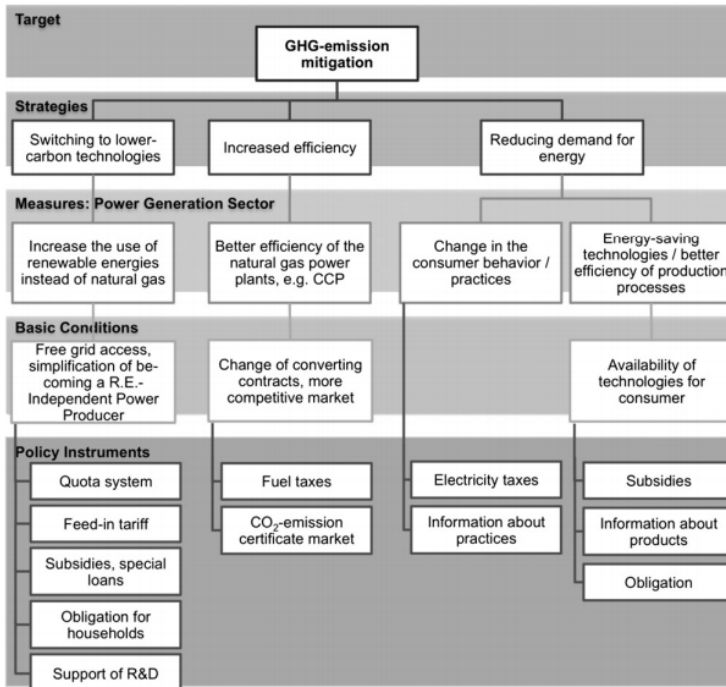 Target
GHG-emission
mitigation
Strategies
Switching to lower-
carbon technologies
Increased efficiency
Reducing demand for
energy
Measures: Power Generation Sector
Increase the use of
renewable energies
instead of natural gas
Better efficiency of the
natural gas power
plants, e.g. CCP
Change in the
consumer behavior /
practices
Energy-saving
technologies / better
efficiency of production
processes
Basic Conditions
Free grid access,
simplification of be-
coming a R.E.-
Independent Power
Producer
Change of converting
contracts, more
competitive market
Availability of
technologies for
consumer
Policy Instruments
Quota system
Feed-in tariff
Subsidies, special
loans
Obligation for
households
Support of R&D
Fuel taxes
CO₂-emission
certificate market
Electricity taxes
Information about
practices
Subsidies
Information about
products
Obligation